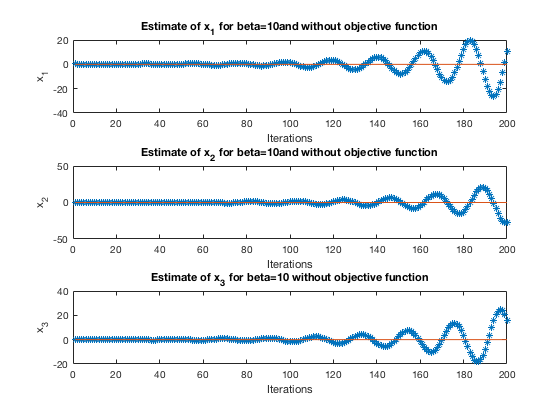 Estimate of x1 for beta=10and without objective function
20
0
-20
-40
x1
0 20 40 60 80 100 120 140 160 180 200
Iterations
Estimate of x2 for beta=10and without objective function
50
0
-50
x2
0 20 40 60 80 100 120 140 160 180 200
Iterations
Estimate of x3 for beta=10 without objective function
40
20
0
-20
x3
0 20 40 60 80 100 120 140 160 180 200
Iterations